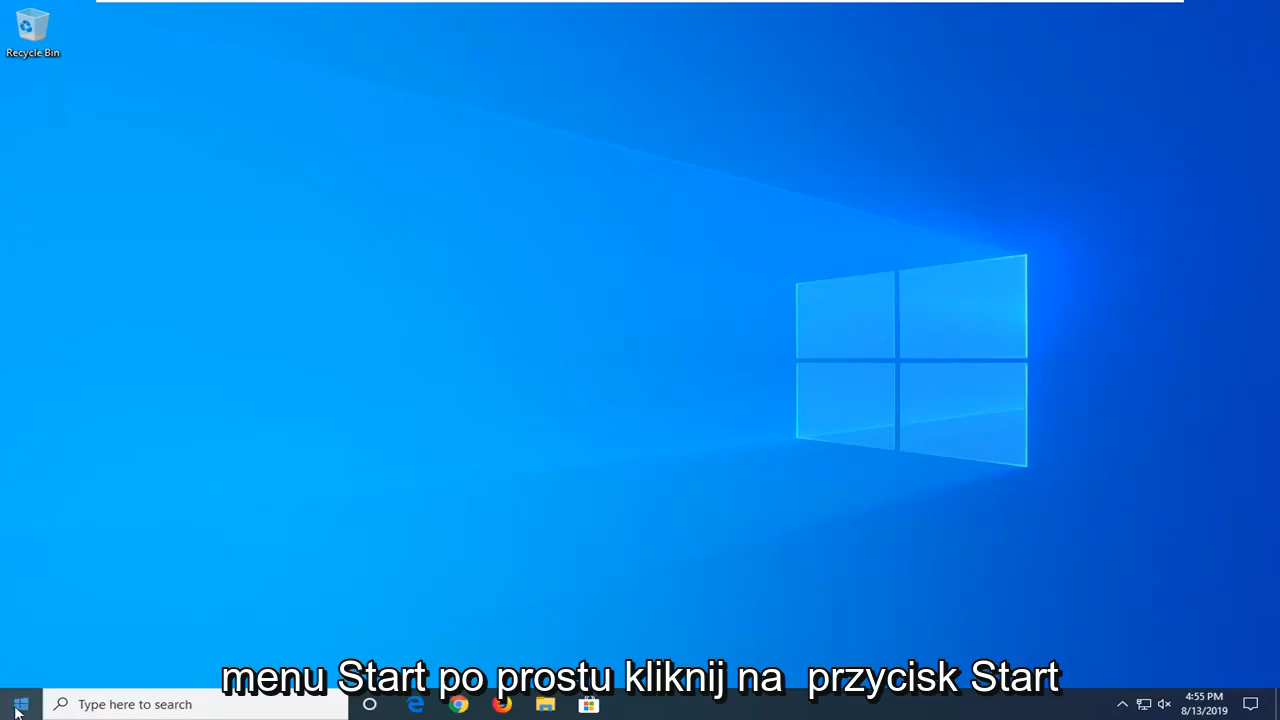 Recycle Bin
menu Start po prostu kliknij na przycisk Start
Type here to search
4:55 PM
8/13/2019